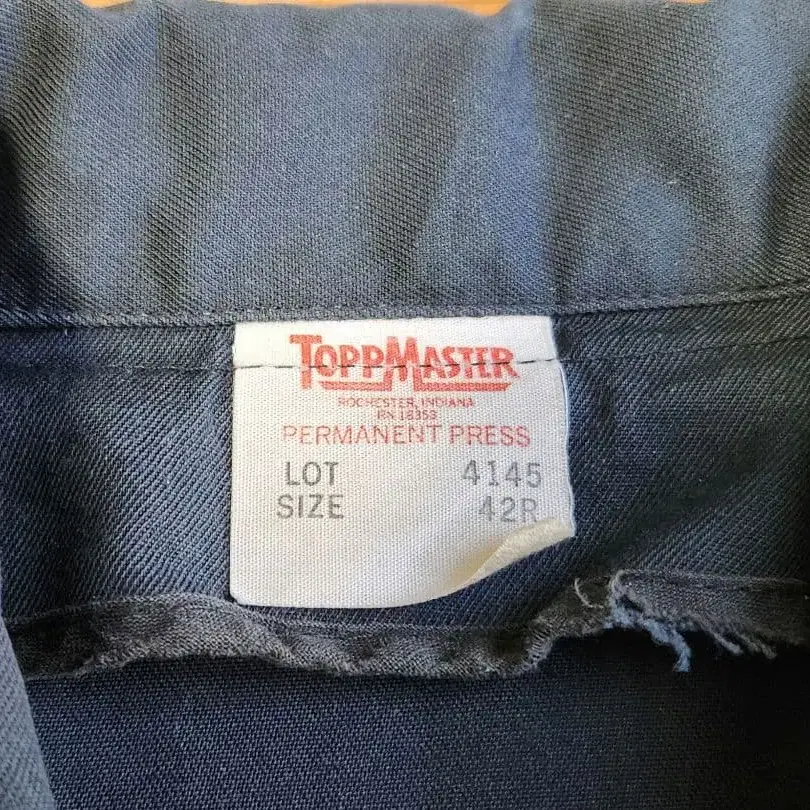 TOPPMASTER
ROCHESTER, INDIANA
RN 18353
PERMANENT PRESS
LOT 4145
SIZE 42R